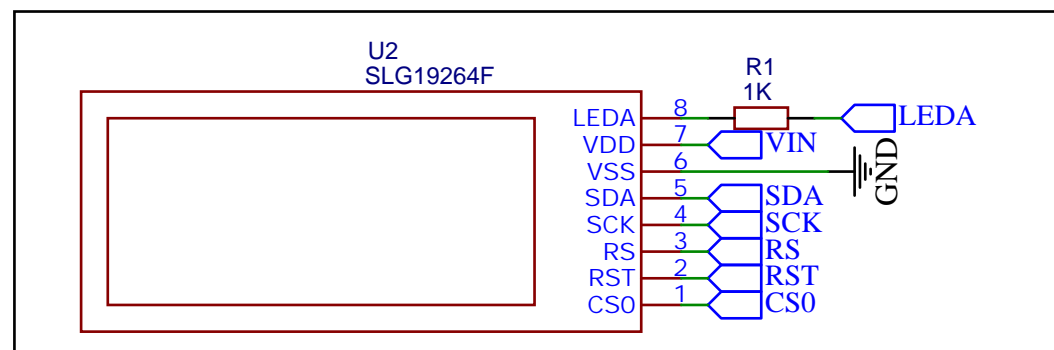 U2
SLG19264F
R1
1K
LEDA 8 LEDA
VDD 7 VIN
VSS 6 GND
SDA 5 SDA
SCK 4 SCK
RS 3 RS
RST 2 RST
CS0 1 CS0